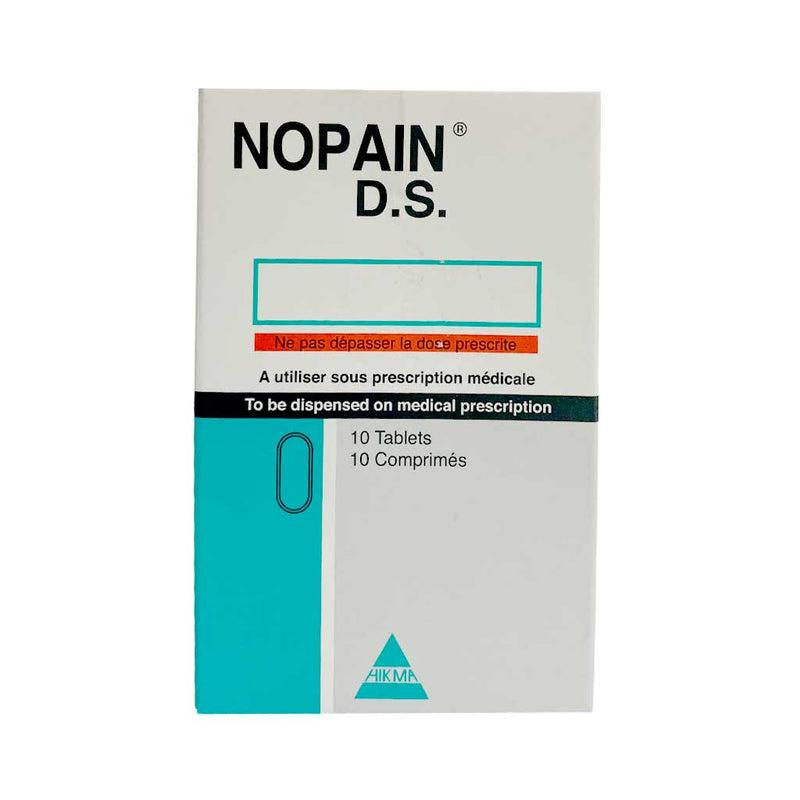 NOPAIN®
D.S.
Ne pas dépasser la dose prescrite
A utiliser sous prescription médicale
To be dispensed on medical prescription
10 Tablets
10 Comprimés
HIKMA